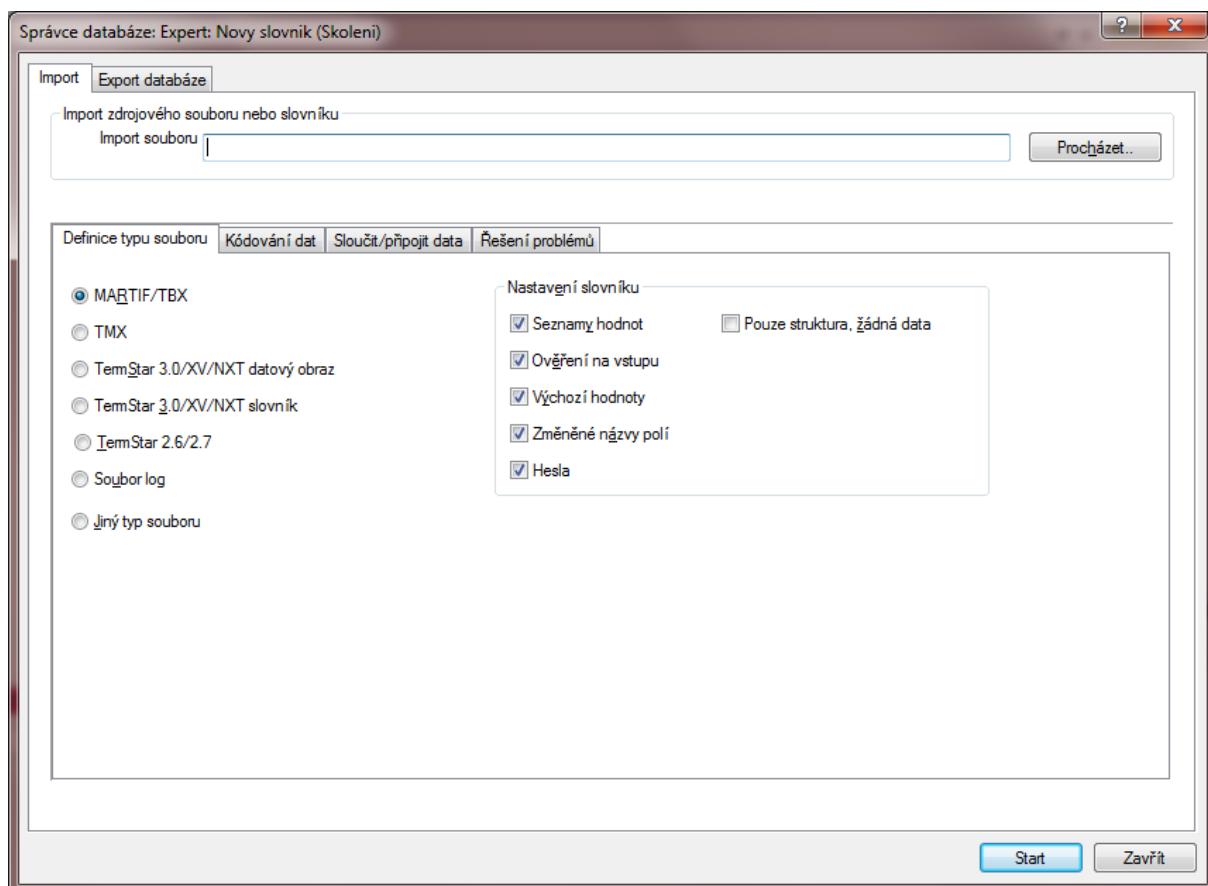 Správce databáze: Expert: Novy slovnik (Skoleni)
Import Export databáze
Import zdrojového souboru nebo slovníku
Import souboru Procházet..
Definice typu souboru Kódování dat Sloučit/připojit data Řešení problémů
MARTIF/TBX
TMX
TermStar 3.0/XV/NXT datový obraz
TermStar 3.0/XV/NXT slovník
TermStar 2.6/2.7
Soubor log
Jiný typ souboru
Nastavení slovníku
Seznamy hodnot Pouze struktura, žádná data
Ověření na vstupu
Výchozí hodnoty
Změněné názvy polí
Hesla
Start Zavřít